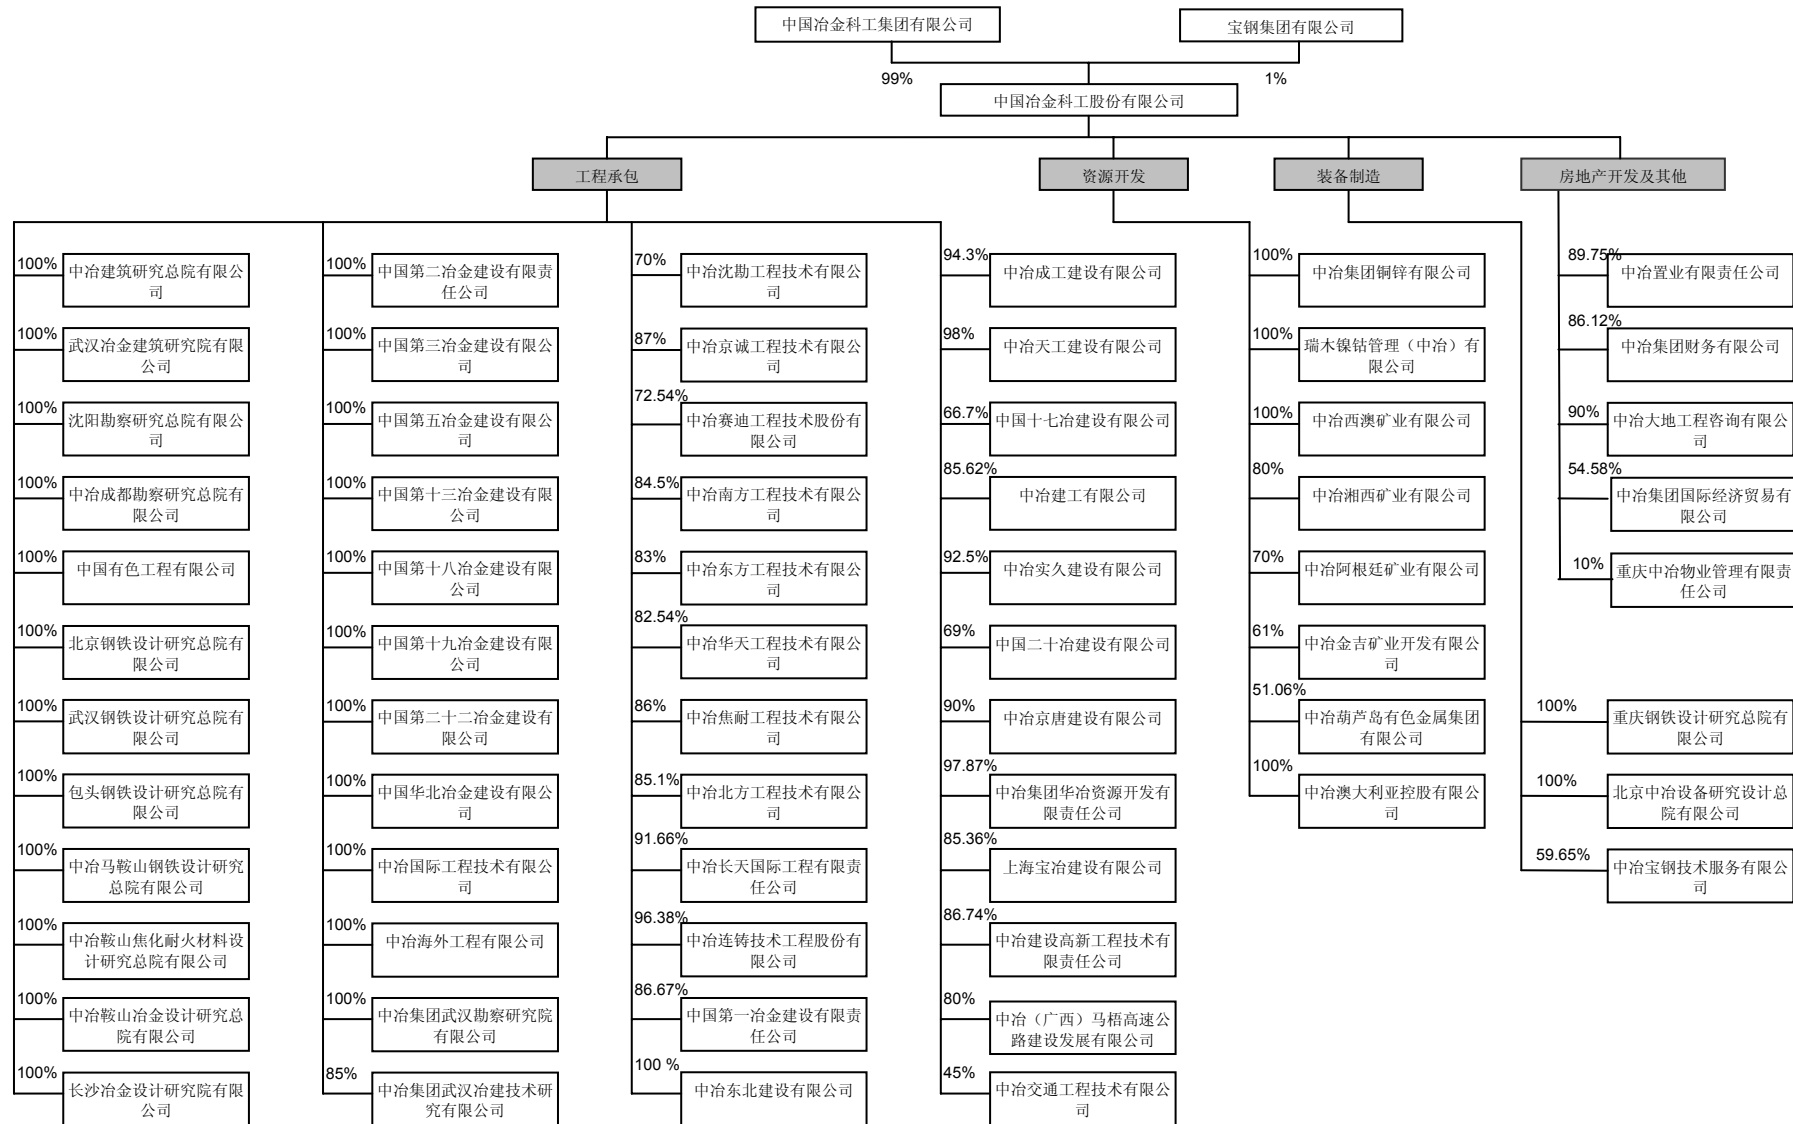 中国冶金科工集团有限公司
宝钢集团有限公司
99%
1%
中国冶金科工股份有限公司
工程承包
资源开发
装备制造
房地产开发及其他
100%
中冶建筑研究总院有限公
司
100%
武汉冶金建筑研究院有限
公司
100%
沈阳勘察研究总院有限公
司
100%
中冶成都勘察研究总院有
限公司
100%
中国有色工程有限公司
100%
北京钢铁设计研究总院有
限公司
100%
武汉钢铁设计研究总院有
限公司
100%
包头钢铁设计研究总院有
限公司
100%
中冶马鞍山钢铁设计研究
总院有限公司
100%
中冶鞍山焦化耐火材料设
计研究总院有限公司
100%
中冶鞍山冶金设计研究总
院有限公司
100%
长沙冶金设计研究院有限
公司
100%
中国第二冶金建设有限责
任公司
100%
中国第三冶金建设有限公
司
100%
中国第五冶金建设有限公
司
100%
中国第十三冶金建设有限
公司
100%
中国第十八冶金建设有限
公司
100%
中国第十九冶金建设有限
公司
100%
中国第二十二冶金建设有
限公司
100%
中国华北冶金建设有限公
司
100%
中冶国际工程技术有限公
司
100%
中冶海外工程有限公司
100%
中冶集团武汉勘察研究院
有限公司
85%
中冶集团武汉冶建技术研
究有限公司
70%
中冶沈勘工程技术有限公
司
87%
中冶京诚工程技术有限公
司
72.54%
中冶赛迪工程技术股份有
限公司
84.5%
中冶南方工程技术有限公
司
83%
中冶东方工程技术有限公
司
82.54%
中冶华天工程技术有限公
司
86%
中冶焦耐工程技术有限公
司
85.1%
中冶北方工程技术有限公
司
91.66%
中冶长天国际工程有限责
任公司
96.38%
中冶连铸技术工程股份有
限公司
86.67%
中国第一冶金建设有限责
任公司
100 %
中冶东北建设有限公司
94.3%
中冶成工建设有限公司
98%
中冶天工建设有限公司
66.7%
中国十七冶建设有限公司
85.62%
中冶建工有限公司
92.5%
中冶实久建设有限公司
69%
中国二十冶建设有限公司
90%
中冶京唐建设有限公司
97.87%
中冶集团华冶资源开发有
限责任公司
85.36%
上海宝冶建设有限公司
86.74%
中冶建设高新工程技术有
限责任公司
80%
中冶（广西）马梧高速公
路建设发展有限公司
45%
中冶交通工程技术有限公
司
100%
中冶集团铜锌有限公司
100%
瑞木镍钴管理（中冶）有
限公司
100%
中冶西澳矿业有限公司
80%
中冶湘西矿业有限公司
70%
中冶阿根廷矿业有限公司
61%
中冶金吉矿业开发有限公
司
51.06%
中冶葫芦岛有色金属集团
有限公司
100%
中冶澳大利亚控股有限公
司
89.75%
中冶置业有限责任公司
86.12%
中冶集团财务有限公司
90%
中冶大地工程咨询有限公
司
54.58%
中冶集团国际经济贸易有
限公司
10%
重庆中冶物业管理有限责
任公司
100%
重庆钢铁设计研究总院有
限公司
100%
北京中冶设备研究设计总
院有限公司
59.65%
中冶宝钢技术服务有限公
司